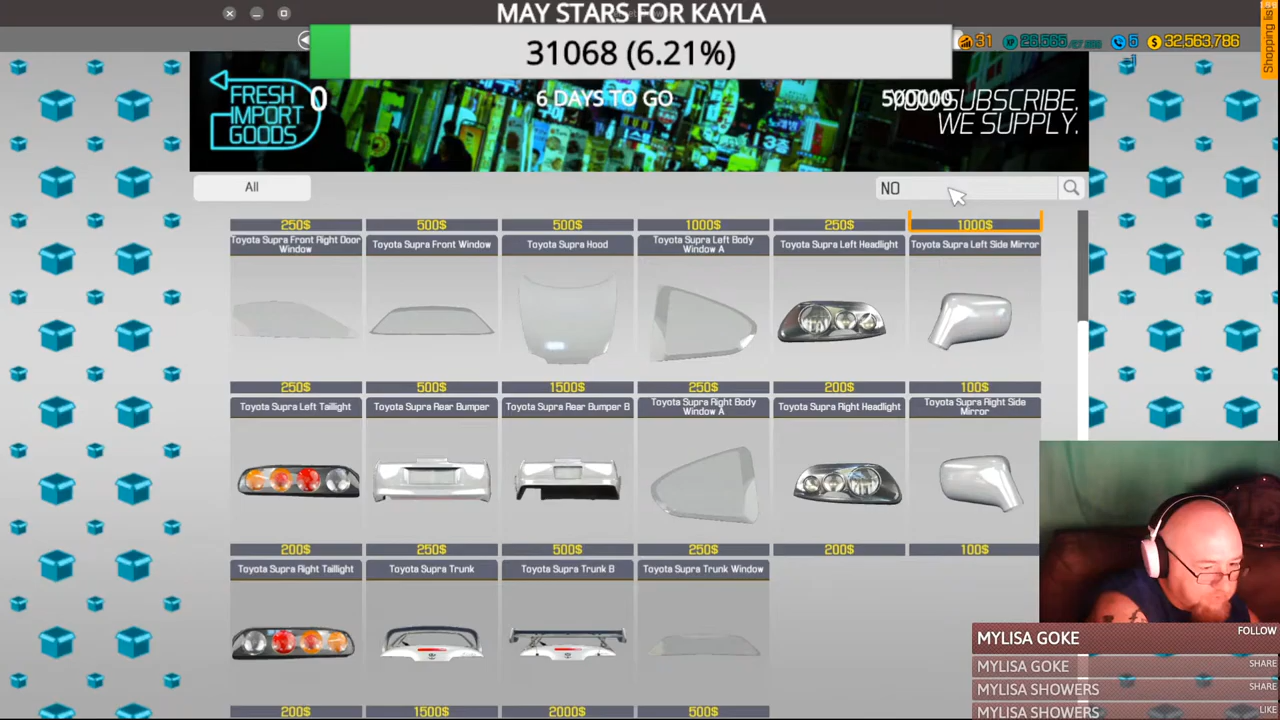 MAY STARS FOR KAYLA
31068 (6.21%)
0
6 DAYS TO GO
500000
31
5
32,563,786
Shopping list
FRESH
IMPORT
GOODS
SUBSCRIBE.
WE SUPPLY.
All
NO
250$
500$
500$
1000$
250$
1000$
Toyota Supra Front Right Door Window
Toyota Supra Front Window
Toyota Supra Hood
Toyota Supra Left Body Window A
Toyota Supra Left Headlight
Toyota Supra Left Side Mirror
250$
500$
1500$
250$
200$
100$
Toyota Supra Left Taillight
Toyota Supra Rear Bumper
Toyota Supra Rear Bumper B
Toyota Supra Right Body Window A
Toyota Supra Right Headlight
Toyota Supra Right Side Mirror
200$
250$
500$
250$
200$
100$
Toyota Supra Right Taillight
Toyota Supra Trunk
Toyota Supra Trunk B
Toyota Supra Trunk Window
200$
1500$
2000$
500$
MYLISA GOKE
FOLLOW
MYLISA GOKE
SHARE
MYLISA SHOWERS
SHARE
MYLISA SHOWERS
LIKE